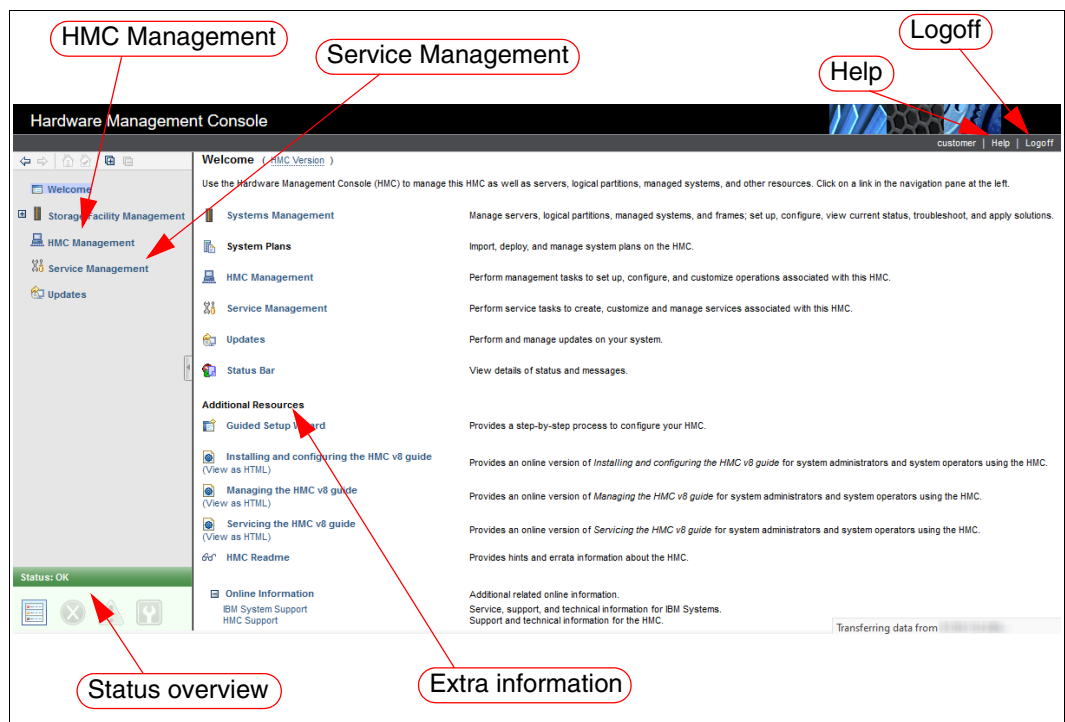 HMC Management
Service Management
Logoff
Help
Hardware Management Console
customer | Help | Logoff
Welcome
Storage Facility Management
HMC Management
Service Management
Updates
Status: OK
Welcome ( HMC Version )
Use the Hardware Management Console (HMC) to manage this HMC as well as servers, logical partitions, managed systems, and other resources. Click on a link in the navigation pane at the left.
Systems Management Manage servers, logical partitions, managed systems, and frames; set up, configure, view current status, troubleshoot, and apply solutions.
System Plans Import, deploy, and manage system plans on the HMC.
HMC Management Perform management tasks to set up, configure, and customize operations associated with this HMC.
Service Management Perform service tasks to create, customize and manage services associated with this HMC.
Updates Perform and manage updates on your system.
Status Bar View details of status and messages.
Additional Resources
Guided Setup Wizard Provides a step-by-step process to configure your HMC.
Installing and configuring the HMC v8 guide Provides an online version of Installing and configuring the HMC v8 guide for system administrators and system operators using the HMC.
(View as HTML)
Managing the HMC v8 guide Provides an online version of Managing the HMC v8 guide for system administrators and system operators using the HMC.
(View as HTML)
Servicing the HMC v8 guide Provides an online version of Servicing the HMC v8 guide for system administrators and system operators using the HMC.
(View as HTML)
HMC Readme Provides hints and errata information about the HMC.
Online Information Additional related online information.
IBM System Support Service, support, and technical information for IBM Systems.
HMC Support Support and technical information for the HMC.
Transferring data from
Status overview
Extra information